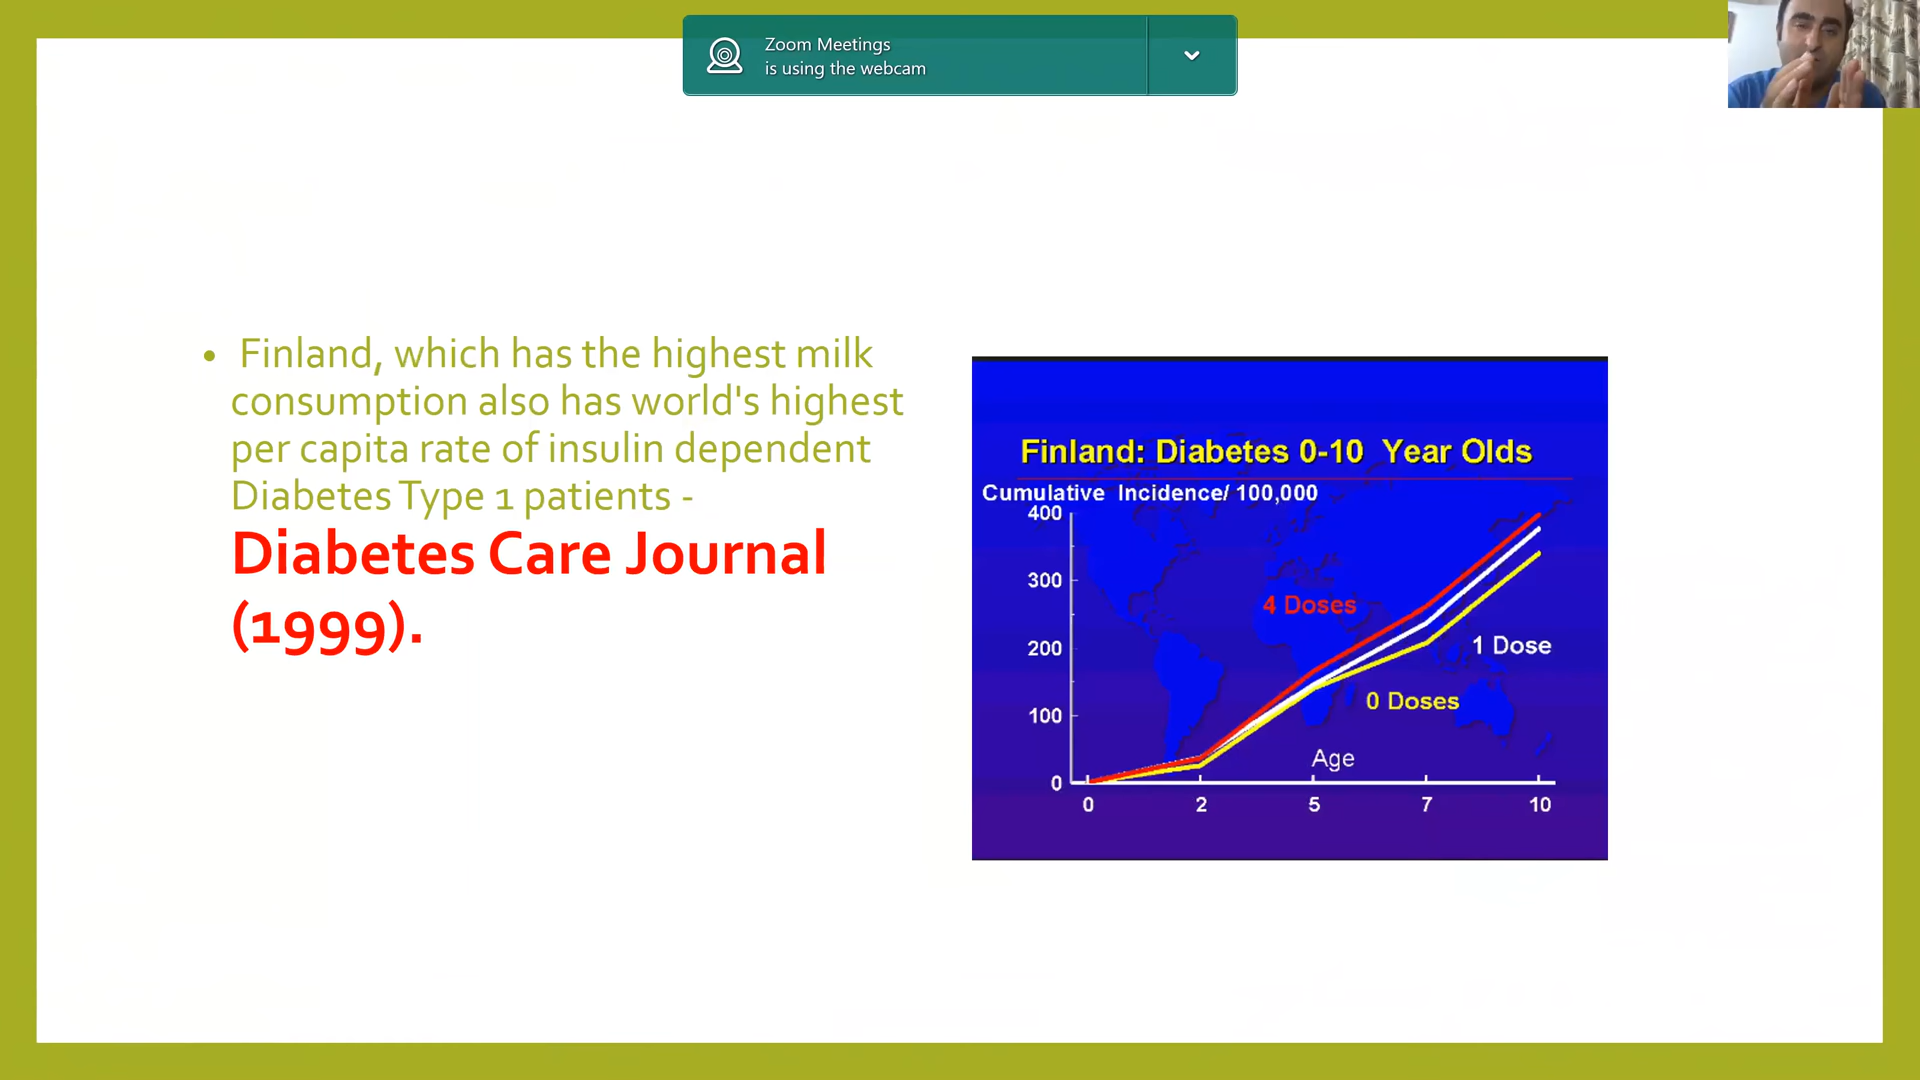 Zoom Meetings
is using the webcam
• Finland, which has the highest milk
consumption also has world's highest
per capita rate of insulin dependent
Diabetes Type 1 patients -
Diabetes Care Journal
(1999).
Finland: Diabetes 0-10 Year Olds
Cumulative Incidence/ 100,000
400
300
200
100
0
4 Doses
1 Dose
0 Doses
Age
0 2 5 7 10